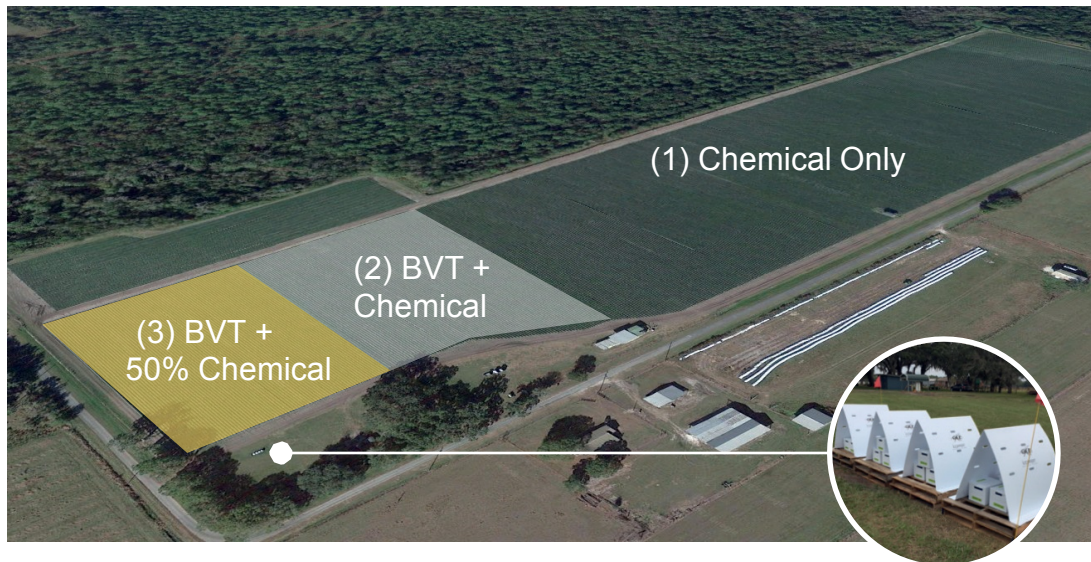 (1) Chemical Only
(2) BVT +
Chemical
(3) BVT +
50% Chemical